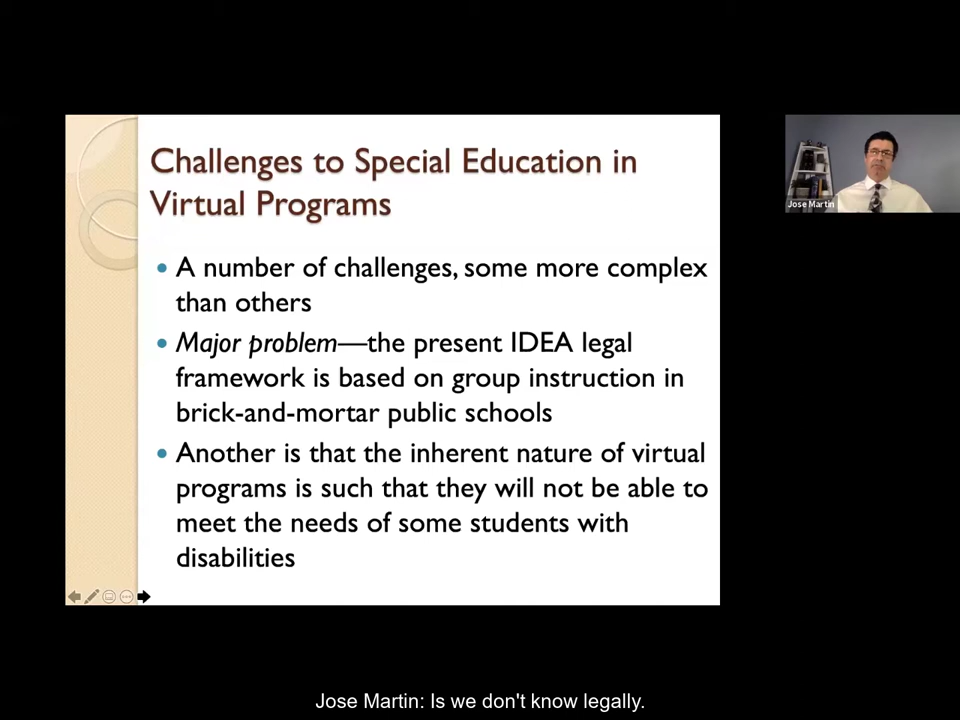 Challenges to Special Education in
Virtual Programs
• A number of challenges, some more complex
than others
• Major problem—the present IDEA legal
framework is based on group instruction in
brick-and-mortar public schools
• Another is that the inherent nature of virtual
programs is such that they will not be able to
meet the needs of some students with
disabilities
Jose Martin
Jose Martin: Is we don't know legally.